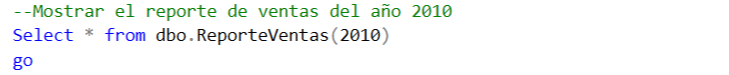 --Mostrar el reporte de ventas del año 2010
Select * from dbo.ReporteVentas(2010)
go